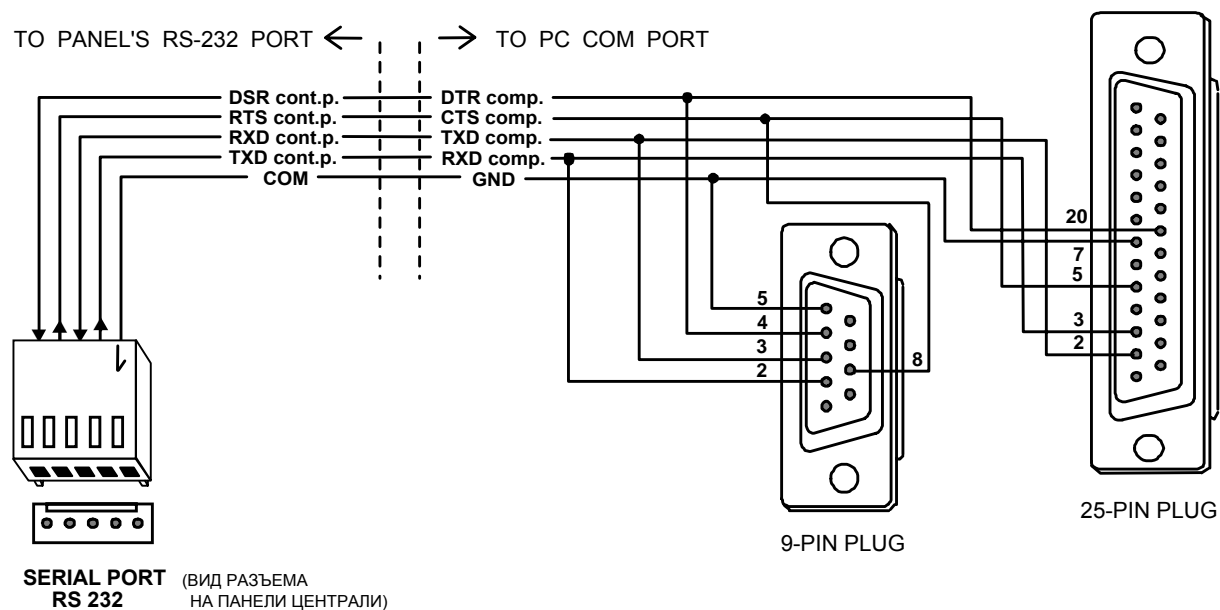 TO PANEL'S RS-232 PORT
TO PC COM PORT
DSR cont.p.
DTR comp.
RTS cont.p.
CTS comp.
RXD cont.p.
TXD comp.
TXD cont.p.
RXD comp.
COM
GND
20
7
5
3
2
5
4
3
2
8
25-PIN PLUG
9-PIN PLUG
SERIAL PORT (ВИД РАЗЪЕМА
RS 232 НА ПАНЕЛИ ЦЕНТРАЛИ)